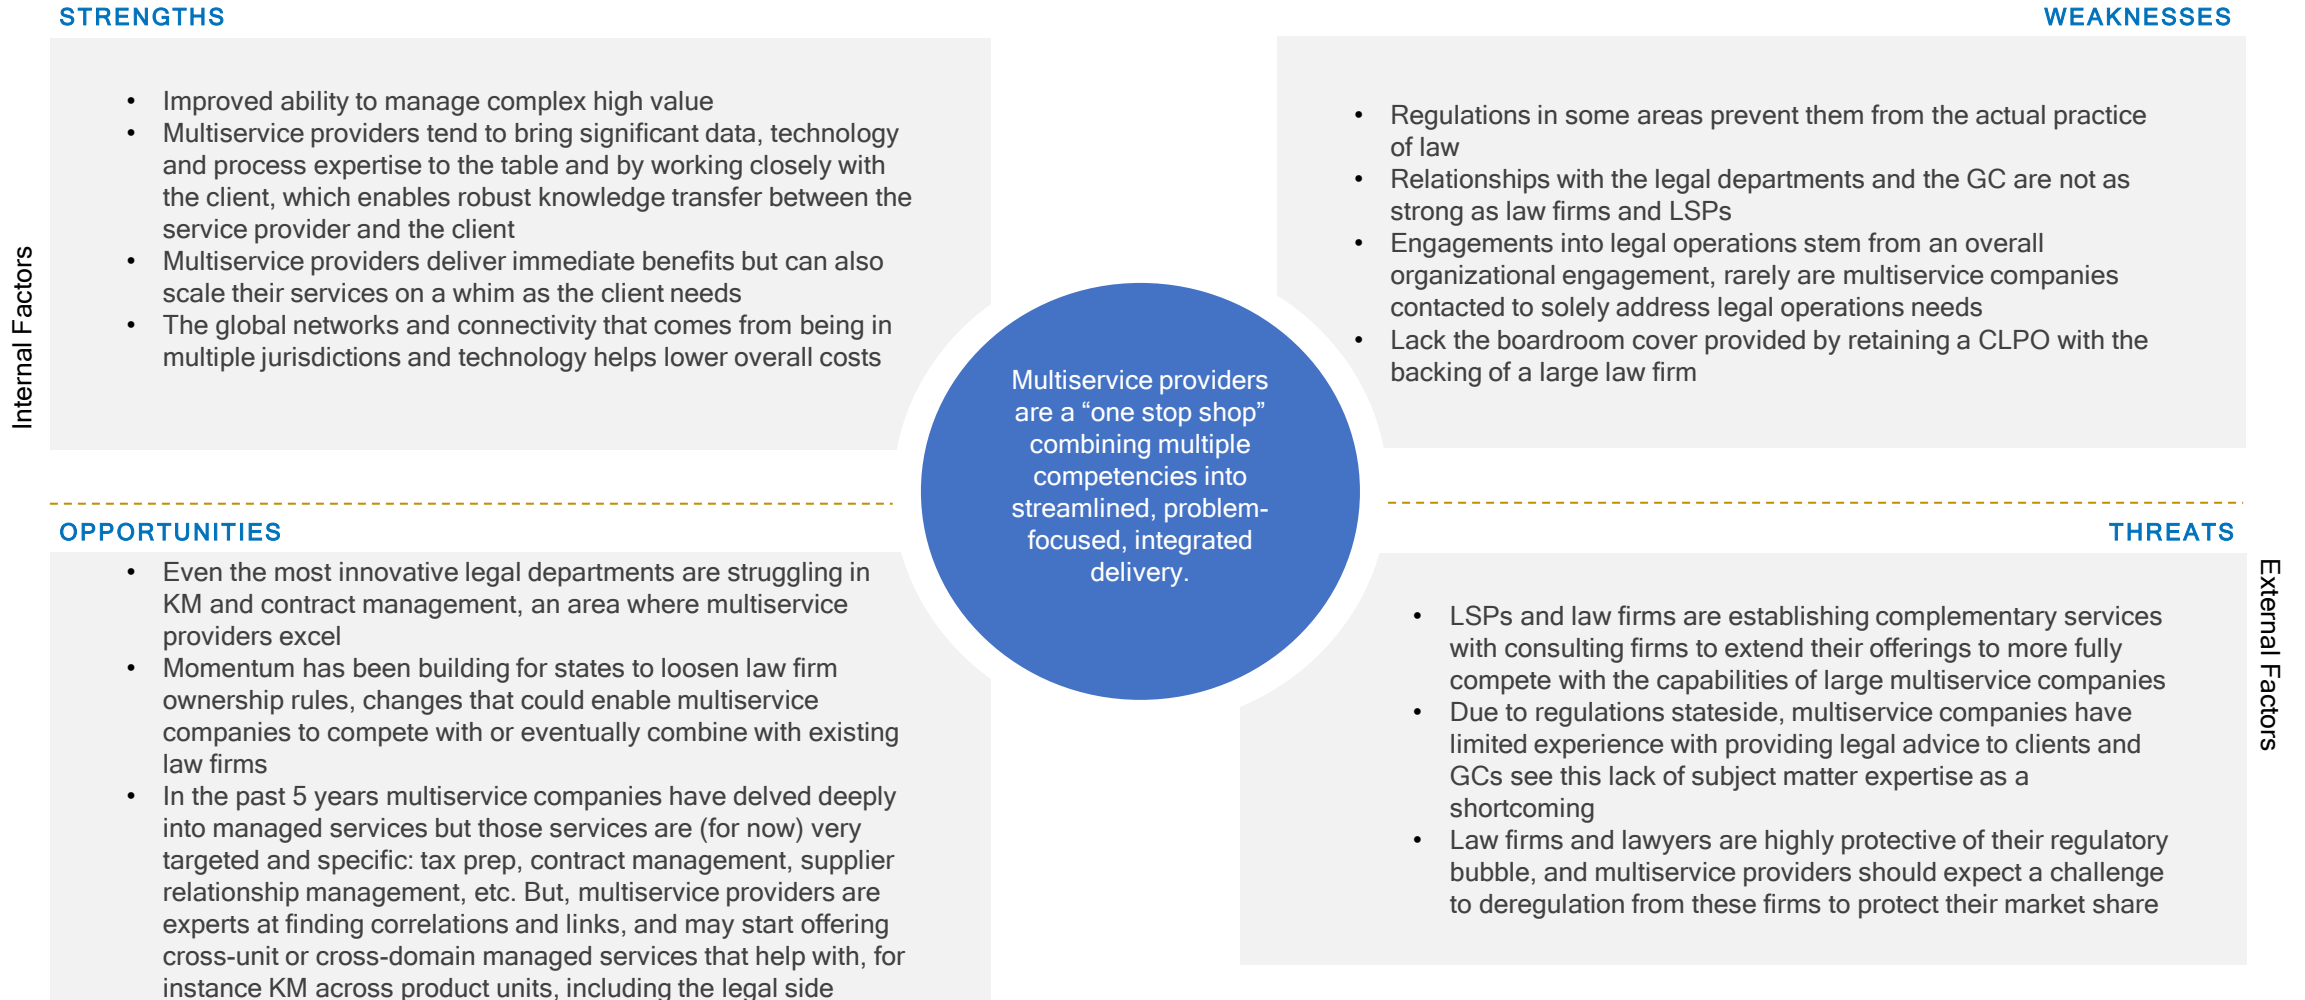 STRENGTHS
WEAKNESSES
Internal Factors
• Improved ability to manage complex high value
• Multiservice providers tend to bring significant data, technology
and process expertise to the table and by working closely with
the client, which enables robust knowledge transfer between the
service provider and the client
• Multiservice providers deliver immediate benefits but can also
scale their services on a whim as the client needs
• The global networks and connectivity that comes from being in
multiple jurisdictions and technology helps lower overall costs
• Regulations in some areas prevent them from the actual practice
of law
• Relationships with the legal departments and the GC are not as
strong as law firms and LSPs
• Engagements into legal operations stem from an overall
organizational engagement, rarely are multiservice companies
contacted to solely address legal operations needs
• Lack the boardroom cover provided by retaining a CLPO with the
backing of a large law firm
Multiservice providers
are a “one stop shop”
combining multiple
competencies into
streamlined, problem-
focused, integrated
delivery.
OPPORTUNITIES
THREATS
• Even the most innovative legal departments are struggling in
KM and contract management, an area where multiservice
providers excel
• Momentum has been building for states to loosen law firm
ownership rules, changes that could enable multiservice
companies to compete with or eventually combine with existing
law firms
• In the past 5 years multiservice companies have delved deeply
into managed services but those services are (for now) very
targeted and specific: tax prep, contract management, supplier
relationship management, etc. But, multiservice providers are
experts at finding correlations and links, and may start offering
cross-unit or cross-domain managed services that help with, for
instance KM across product units, including the legal side
• LSPs and law firms are establishing complementary services
with consulting firms to extend their offerings to more fully
compete with the capabilities of large multiservice companies
• Due to regulations stateside, multiservice companies have
limited experience with providing legal advice to clients and
GCs see this lack of subject matter expertise as a
shortcoming
• Law firms and lawyers are highly protective of their regulatory
bubble, and multiservice providers should expect a challenge
to deregulation from these firms to protect their market share
External Factors